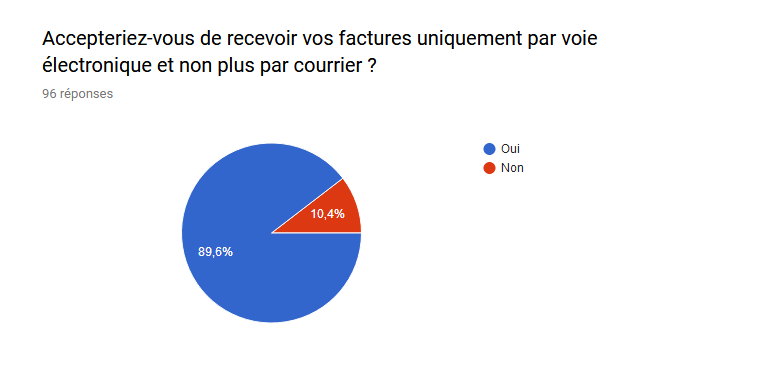 Accepteriez-vous de recevoir vos factures uniquement par voie
électronique et non plus par courrier ?
96 réponses
Oui
Non
10,4%
89,6%